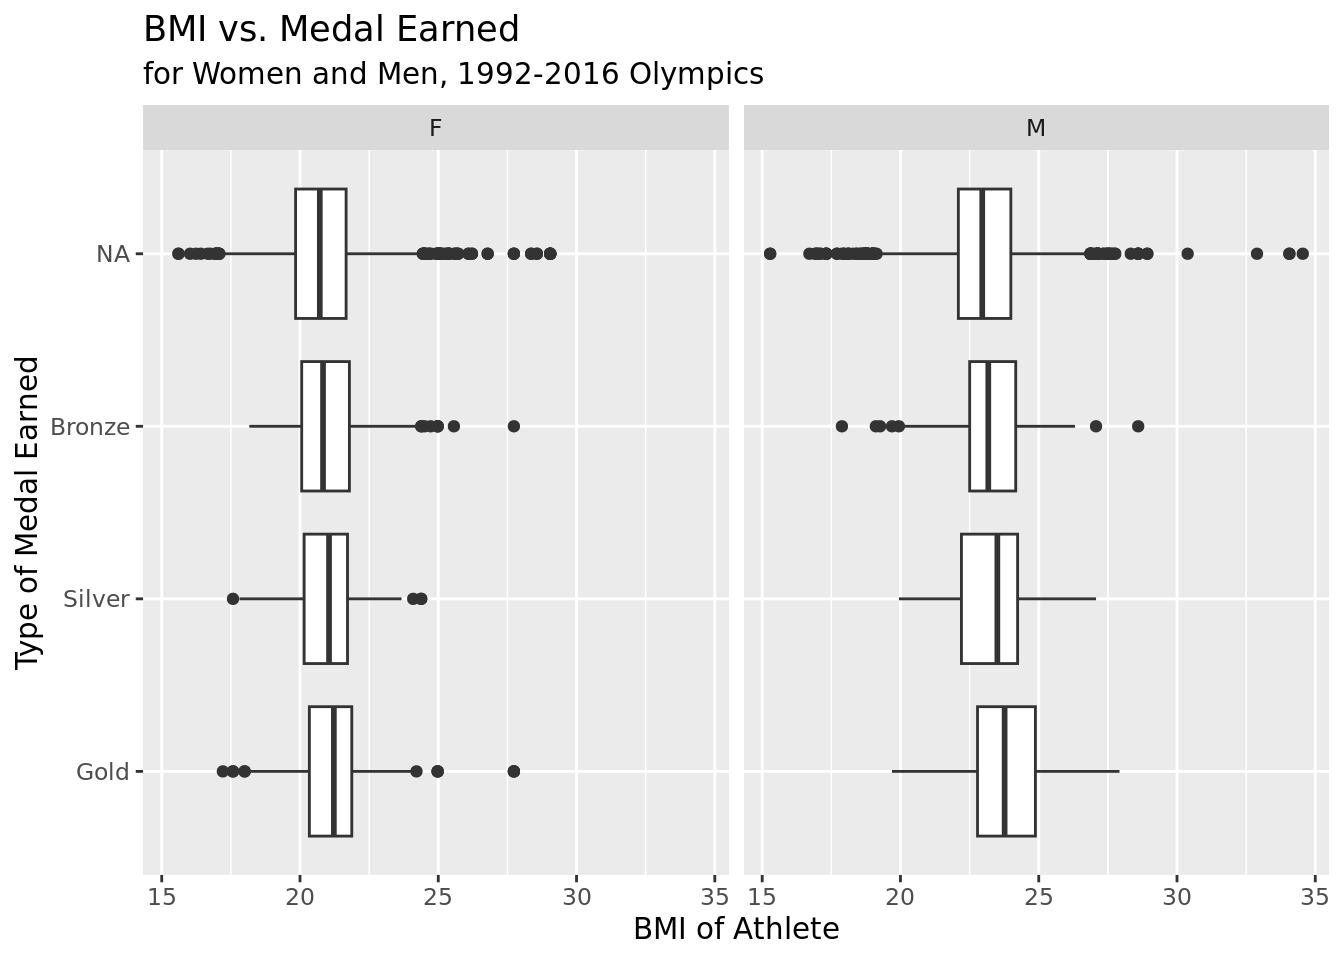 BMI vs. Medal Earned
for Women and Men, 1992-2016 Olympics
F
M
Type of Medal Earned
NA
Bronze
Silver
Gold
15 20 25 30 35
15 20 25 30 35
BMI of Athlete